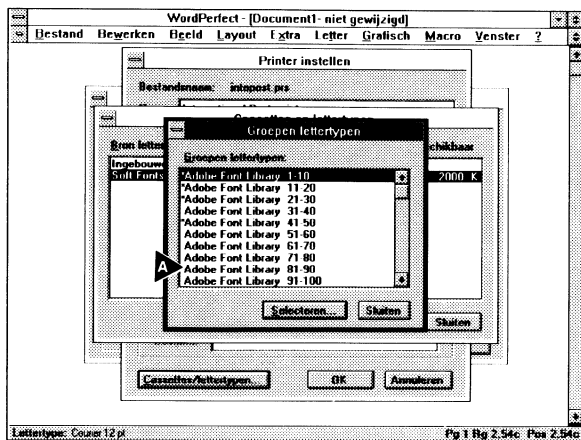 WordPerfect - [Document1- niet gewijzigd]
Bestand Bewerken Beeld Layout Extra Letter Grafisch Macro Venster ?
Printer instellen
Bestandsnaam: intopost.prs
Groepen lettertypen
Bron letter
chikbaar
Groepen lettertypen:
Ingebouwd
Soft Fonts
2000 K
*Adobe Font Library 1-10
*Adobe Font Library 11-20
*Adobe Font Library 21-30
*Adobe Font Library 31-40
*Adobe Font Library 41-50
Adobe Font Library 51-60
Adobe Font Library 61-70
Adobe Font Library 71-80
*Adobe Font Library 81-90
Adobe Font Library 91-100
A
Selecteren... Sluiten
Sluiten
Cassettes/lettertypen... OK Annuleren
Lettertype: Courier 12 pt Pg 1 Rg 2,54c Pos 2,54c